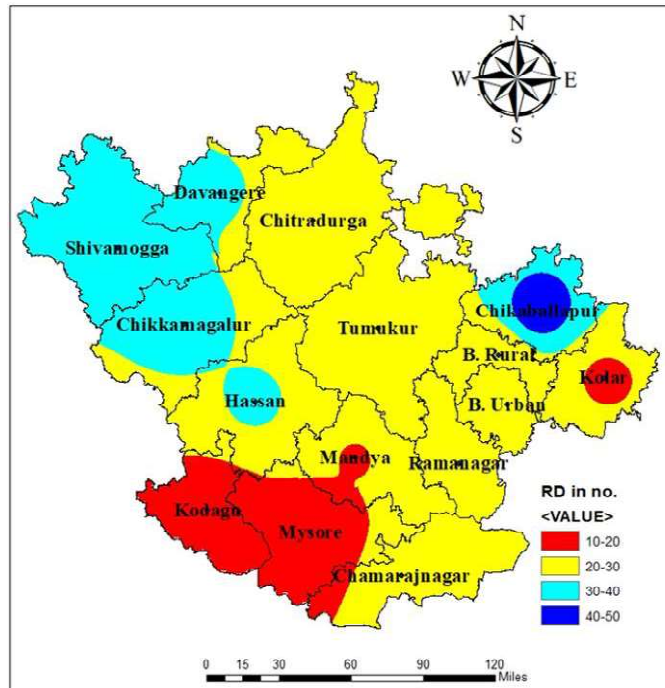 N
W E
S
Davangere
Chitradurga
Shivamogga
Chikkamagalur
Tumukur
Chikaballapur
B. Rural
Kolar
Hassan
B. Urban
Mandya
Ramanagar
Kodagu
Mysore
Chamarajnagar
RD in no.
<VALUE>
10-20
20-30
30-40
40-50
0 15 30 60 90 120
Miles